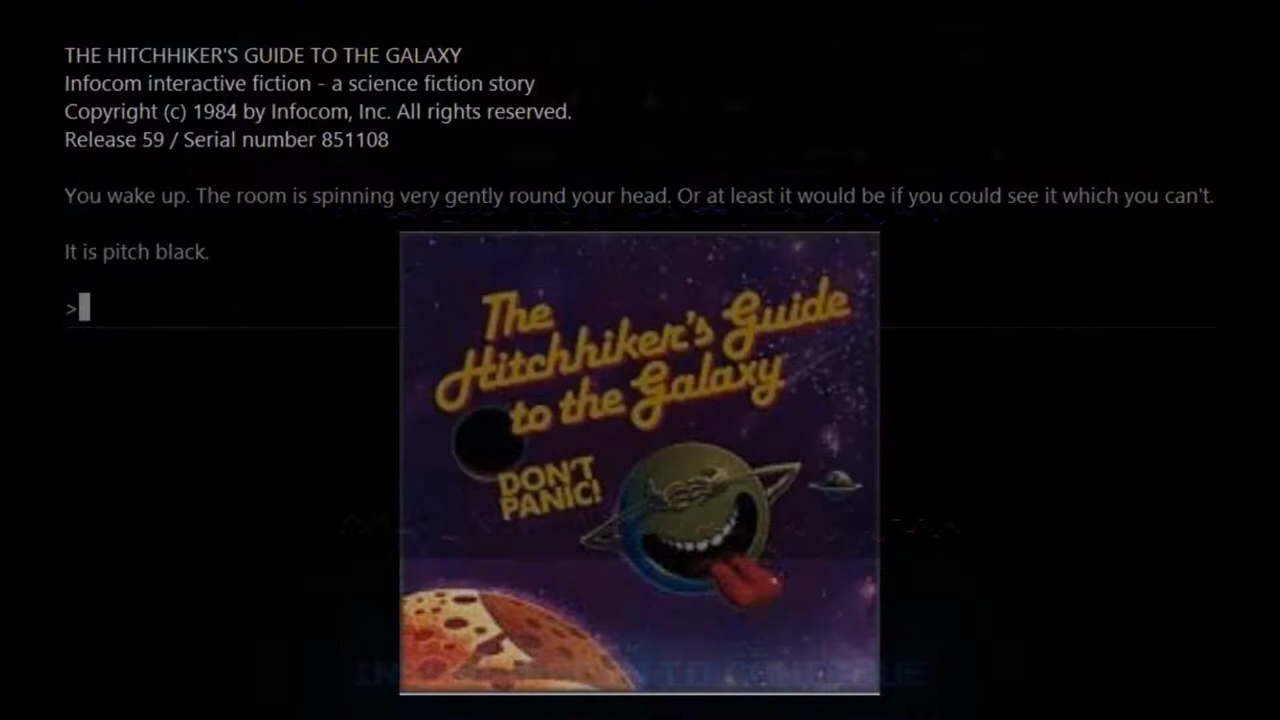 THE HITCHHIKER'S GUIDE TO THE GALAXY
Infocom interactive fiction - a science fiction story
Copyright (c) 1984 by Infocom, Inc. All rights reserved.
Release 59 / Serial number 851108
You wake up. The room is spinning very gently round your head. Or at least it would be if you could see it which you can't.
It is pitch black.
>
The
Hitchhiker's Guide
to the Galaxy
DON'T
PANIC!
TO CONTINUE